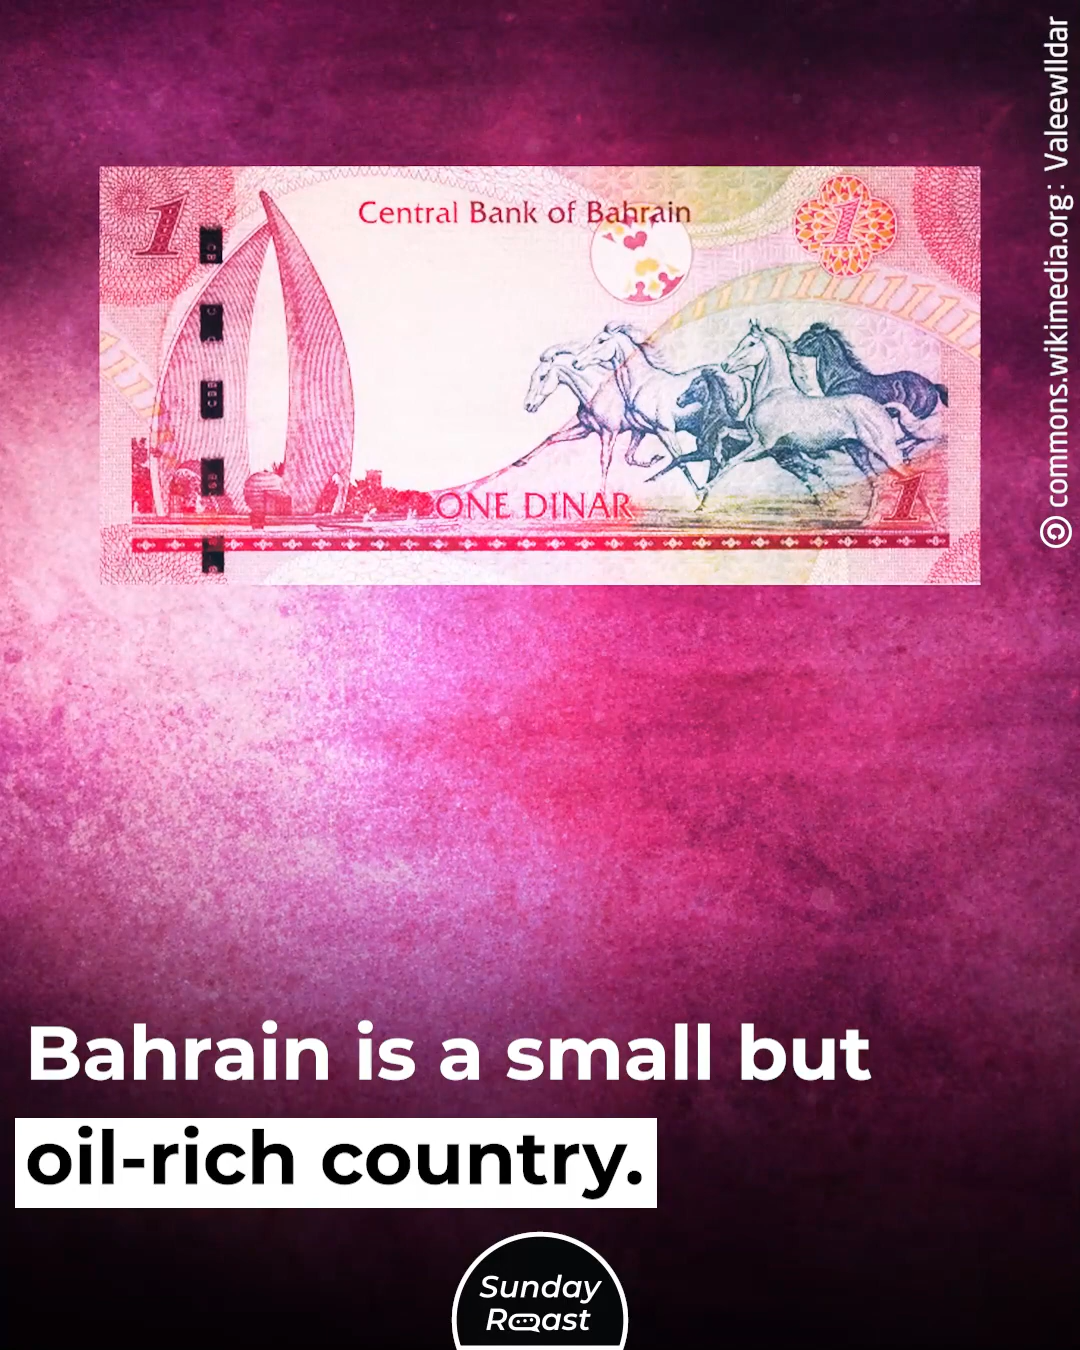 commons.wikimedia.org: Valeewlldar
1
Central Bank of Bahrain
1
ONE DINAR
1
Bahrain is a small but
oil-rich country.
Sunday
Roast